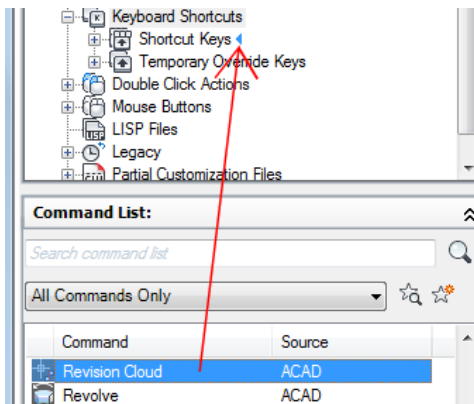 Keyboard Shortcuts
Shortcut Keys
Temporary Override Keys
Double Click Actions
Mouse Buttons
LISP Files
Legacy
Partial Customization Files
Command List:
Search command list
All Commands Only
Command Source
Revision Cloud ACAD
Revolve ACAD